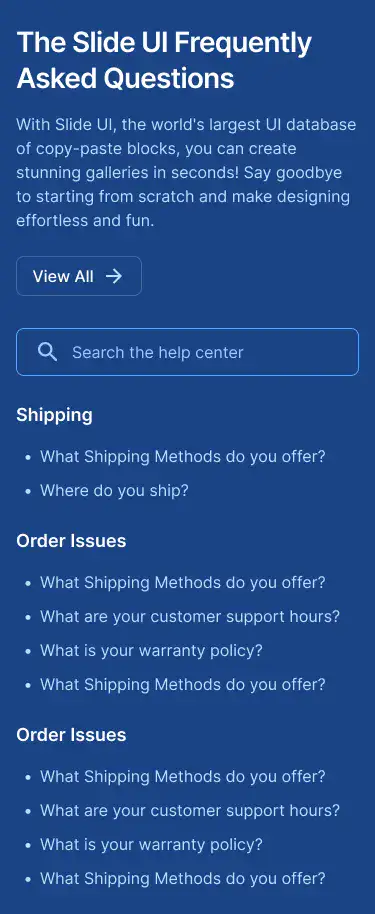 The Slide UI Frequently
Asked Questions
With Slide UI, the world's largest UI database
of copy-paste blocks, you can create
stunning galleries in seconds! Say goodbye
to starting from scratch and make designing
effortless and fun.
View All
Search the help center
Shipping
• What Shipping Methods do you offer?
• Where do you ship?
Order Issues
• What Shipping Methods do you offer?
• What are your customer support hours?
• What is your warranty policy?
• What Shipping Methods do you offer?
Order Issues
• What Shipping Methods do you offer?
• What are your customer support hours?
• What is your warranty policy?
• What Shipping Methods do you offer?